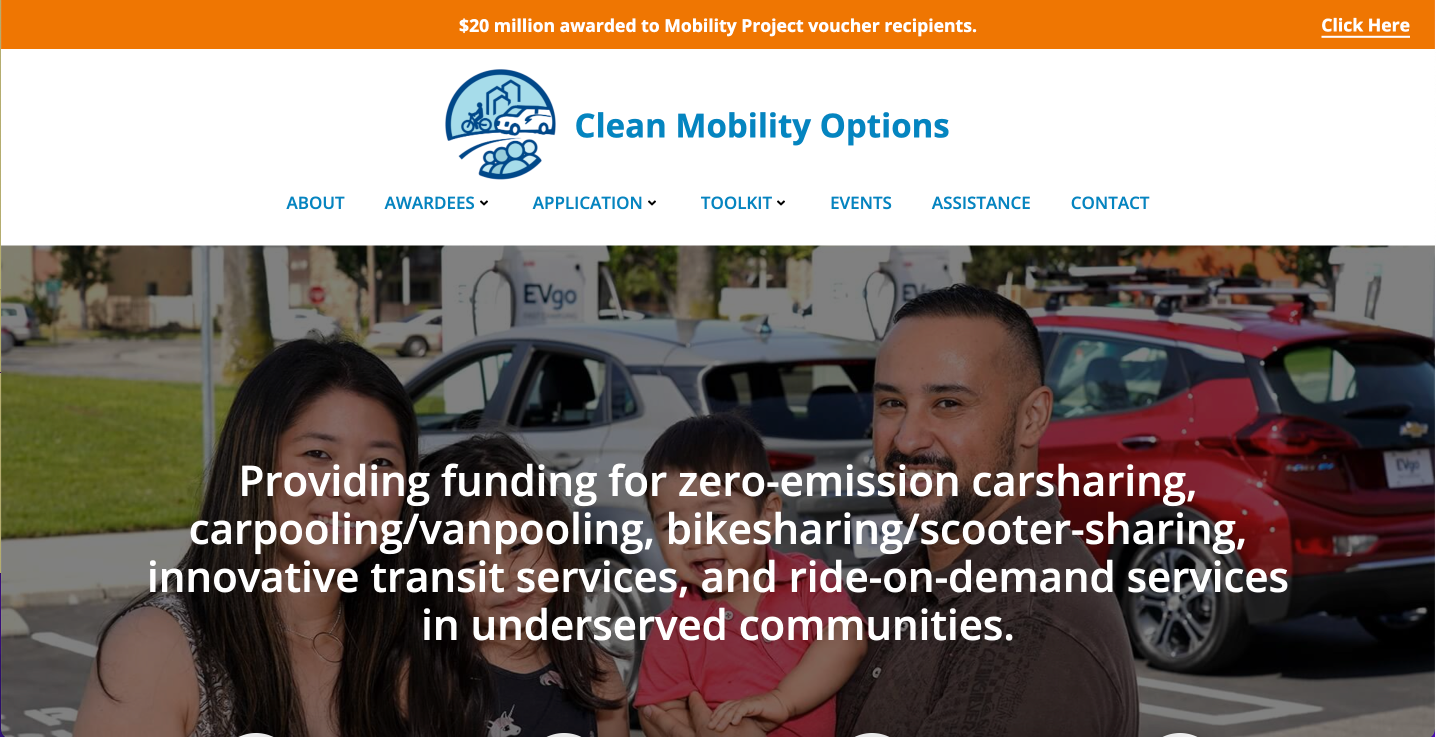 $20 million awarded to Mobility Project voucher recipients.
Click Here
Clean Mobility Options
ABOUT
AWARDEES
APPLICATION
TOOLKIT
EVENTS
ASSISTANCE
CONTACT
EVgo
EV
EVgo
Providing funding for zero-emission carsharing,
carpooling/vanpooling, bikesharing/scooter-sharing,
innovative transit services, and ride-on-demand services
in underserved communities.